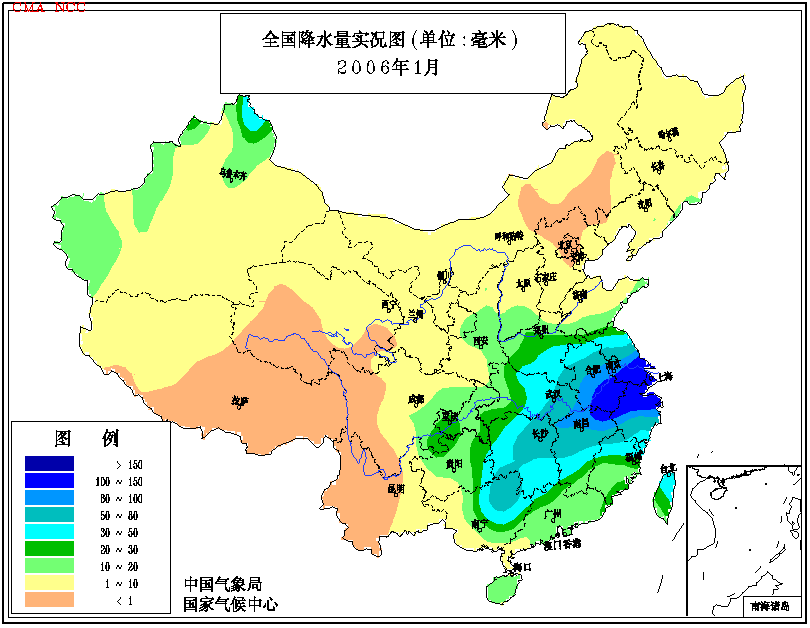 CMA NCC
全国降水量实况图(单位:毫米)
2006年1月
哈尔滨
长春
沈阳
乌鲁木齐
呼和浩特
北京
天津
银川
太原
石家庄
济南
西宁
兰州
郑州
西安
合肥
南京
上海
拉萨
成都
重庆
武汉
长沙
南昌
贵阳
昆明
福州
台北
广州
南宁
澳门 香港
海口
图 例
> 150
100 ~ 150
80 ~ 100
50 ~ 80
30 ~ 50
20 ~ 30
10 ~ 20
1 ~ 10
< 1
中国气象局
国家气候中心
南海诸岛